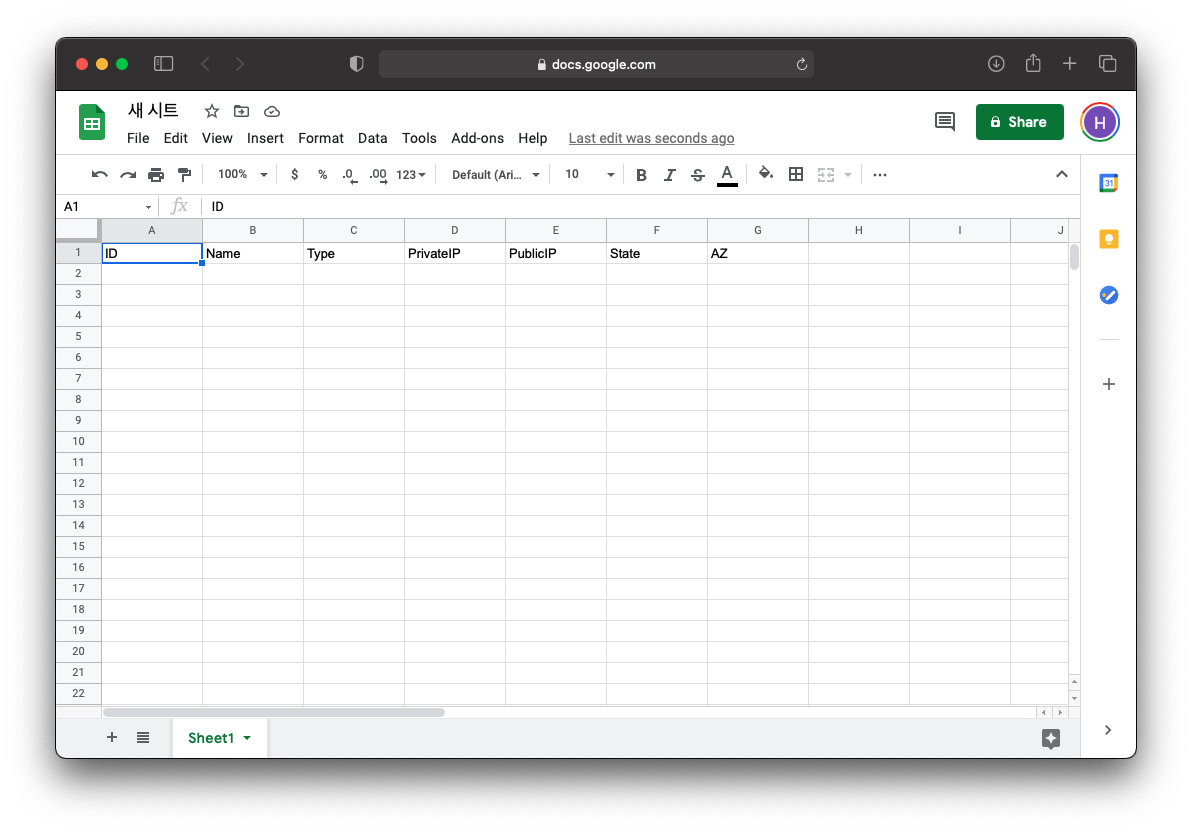 docs.google.com
새 시트
File Edit View Insert Format Data Tools Add-ons Help Last edit was seconds ago
Share
H
100% $ % .0 .00 123 Default (Ari... 10 B I S A
31
A1 fx ID
A B C D E F G H I J
1 ID Name Type PrivateIP PublicIP State AZ
2
3
4
5
6
7
8
9
10
11
12
13
14
15
16
17
18
19
20
21
22
Sheet1